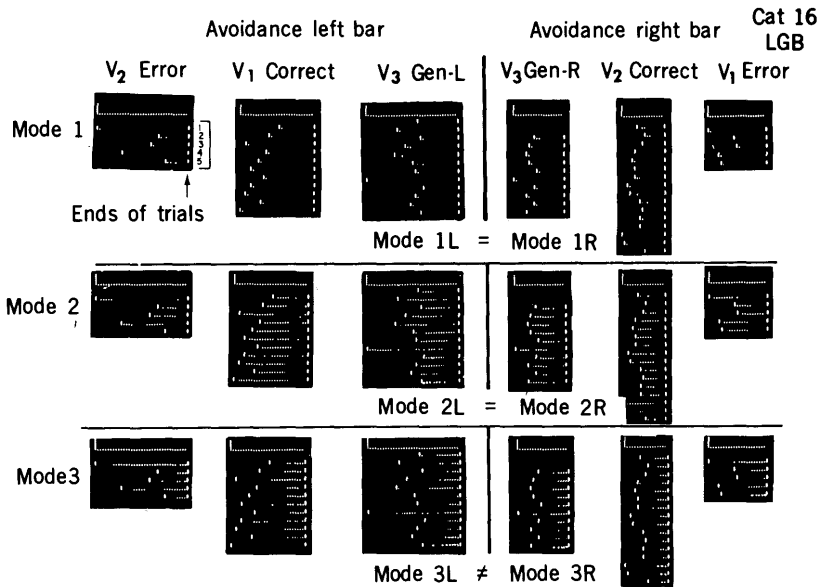 Avoidance left bar Avoidance right bar Cat 16
LGB
V2 Error V1 Correct V3 Gen-L V3 Gen-R V2 Correct V1 Error
Mode 1
1
2
3
4
5
Ends of trials
Mode 1L = Mode 1R
Mode 2
Mode 2L = Mode 2R
Mode3
Mode 3L ≠ Mode 3R